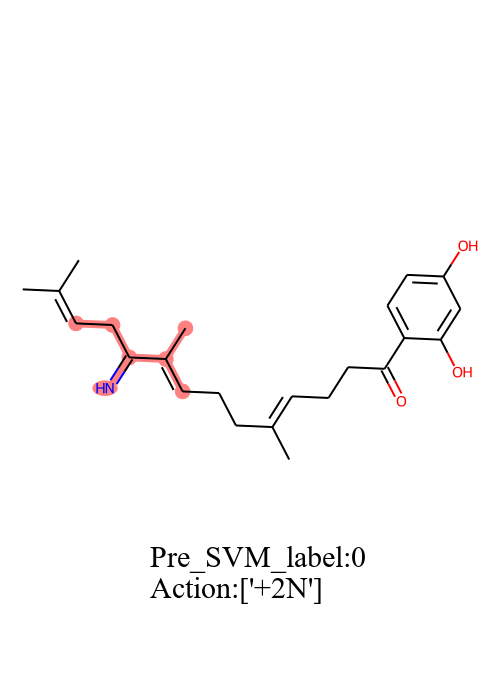 OH
HN
OH
O
Pre_SVM_label:0
Action:['+2N']